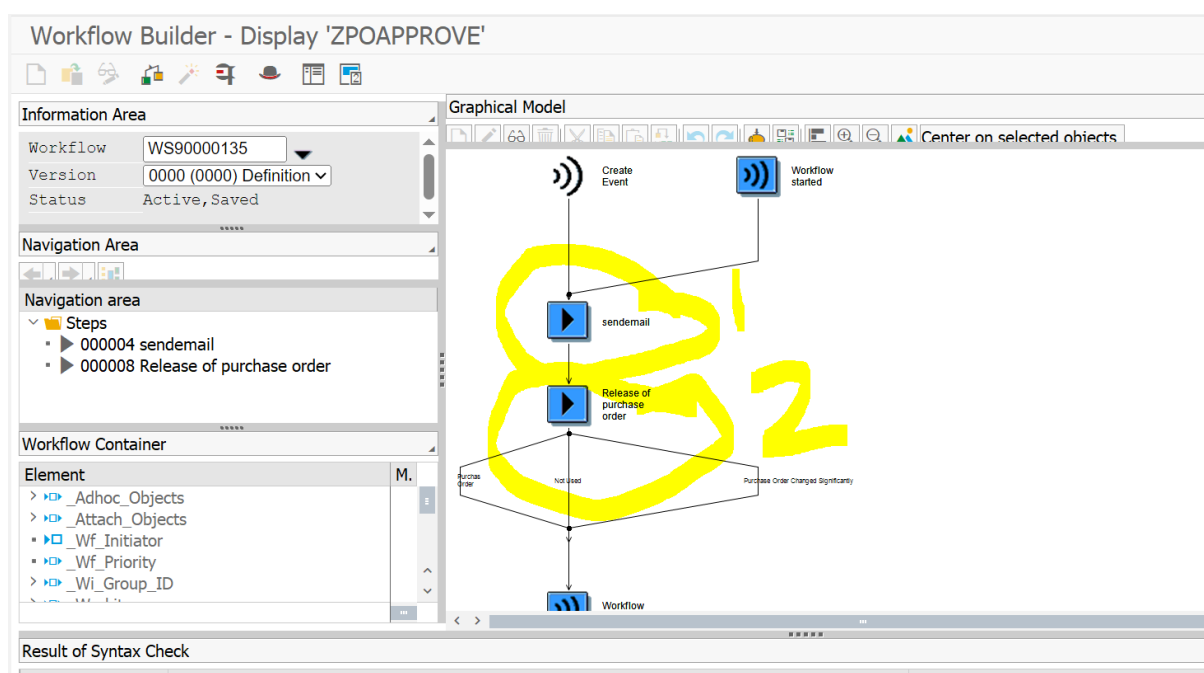 Workflow Builder - Display 'ZPOAPPROVE'
Information Area
Workflow WS90000135
Version 0000 (0000) Definition
Status Active,Saved
Navigation Area
Navigation area
Steps
000004 sendemail
000008 Release of purchase order
Workflow Container
Element M.
_Adhoc_Objects
_Attach_Objects
_Wf_Initiator
_Wf_Priority
_Wi_Group_ID
Graphical Model
Center on selected objects
Create
Event
Workflow
started
sendemail
1
Release of
purchase
order
2
Purchas
Order
Not Used
Purchase Order Changed Significantly
Workflow
Result of Syntax Check